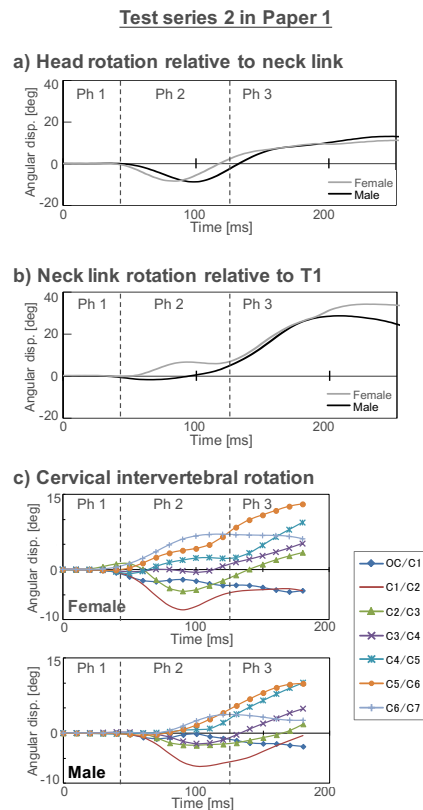 Test series 2 in Paper 1
a) Head rotation relative to neck link
Angular disp. [deg]
40
20
0
-20
Ph 1
Ph 2
Ph 3
Female
Male
0
100
200
Time [ms]
b) Neck link rotation relative to T1
Angular disp. [deg]
40
20
0
Ph 1
Ph 2
Ph 3
Female
Male
0
100
200
Time [ms]
c) Cervical intervertebral rotation
Angular disp. [deg]
15
0
-10
Ph 1
Ph 2
Ph 3
Female
0
100
200
Time [ms]
Angular disp. [deg]
15
0
-10
Ph 1
Ph 2
Ph 3
Male
0
100
200
Time [ms]
OC/C1
C1/C2
C2/C3
C3/C4
C4/C5
C5/C6
C6/C7